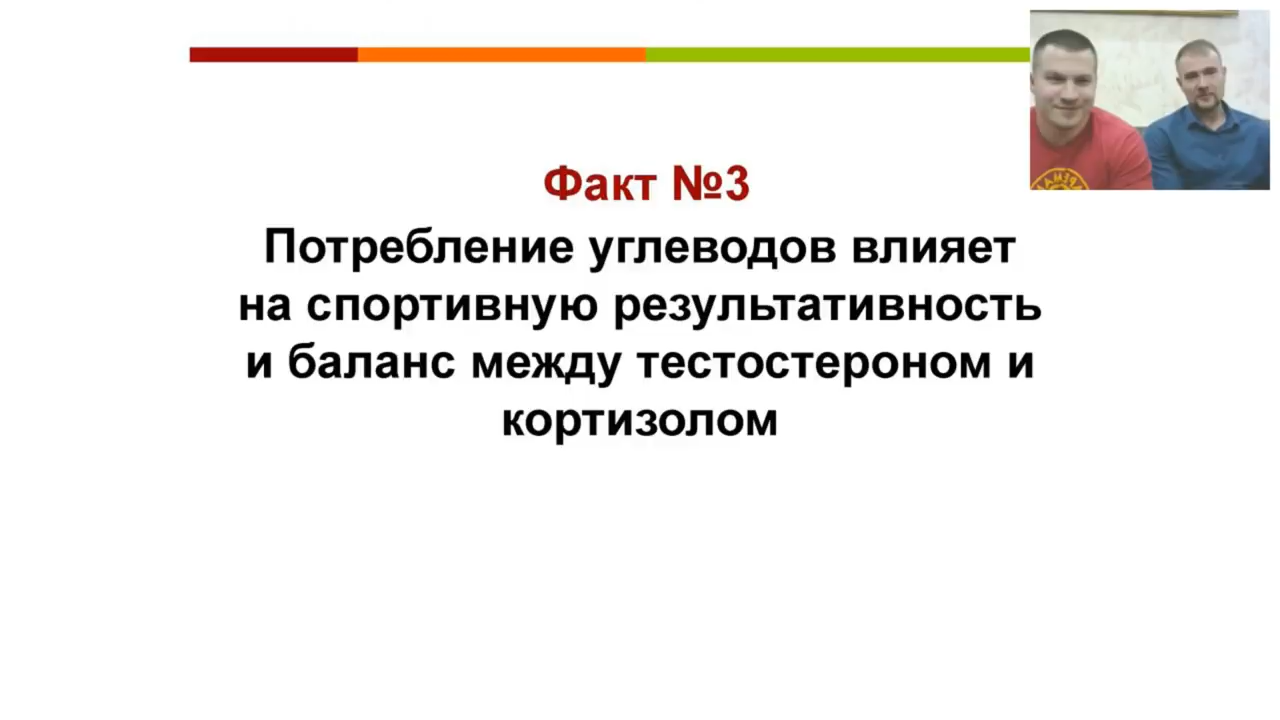 Факт №3
Потребление углеводов влияет
на спортивную результативность
и баланс между тестостероном и
кортизолом